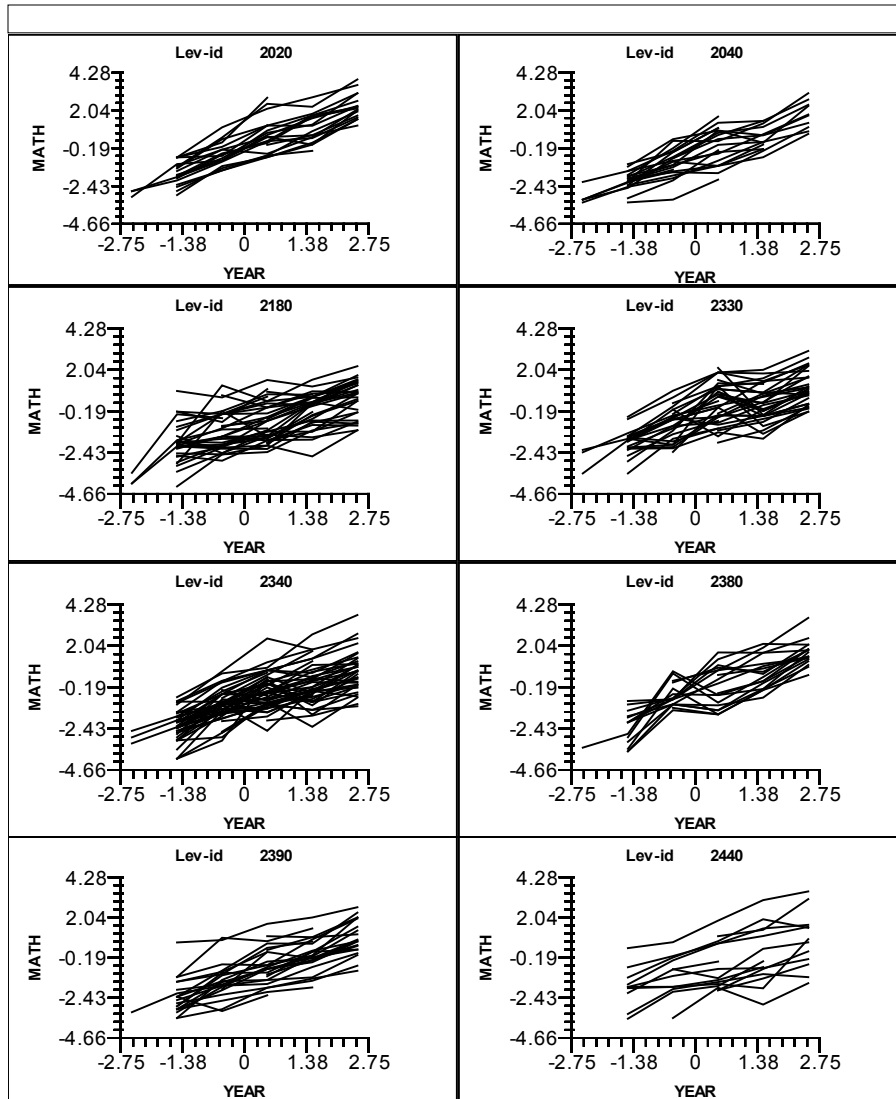 Lev-id 2020
4.28
2.04
-0.19
-2.43
-4.66
MATH
-2.75 -1.38 0 1.38 2.75
YEAR
Lev-id 2040
4.28
2.04
-0.19
-2.43
-4.66
MATH
-2.75 -1.38 0 1.38 2.75
YEAR
Lev-id 2180
4.28
2.04
-0.19
-2.43
-4.66
MATH
-2.75 -1.38 0 1.38 2.75
YEAR
Lev-id 2330
4.28
2.04
-0.19
-2.43
-4.66
MATH
-2.75 -1.38 0 1.38 2.75
YEAR
Lev-id 2340
4.28
2.04
-0.19
-2.43
-4.66
MATH
-2.75 -1.38 0 1.38 2.75
YEAR
Lev-id 2380
4.28
2.04
-0.19
-2.43
-4.66
MATH
-2.75 -1.38 0 1.38 2.75
YEAR
Lev-id 2390
4.28
2.04
-0.19
-2.43
-4.66
MATH
-2.75 -1.38 0 1.38 2.75
YEAR
Lev-id 2440
4.28
2.04
-0.19
-2.43
-4.66
MATH
-2.75 -1.38 0 1.38 2.75
YEAR